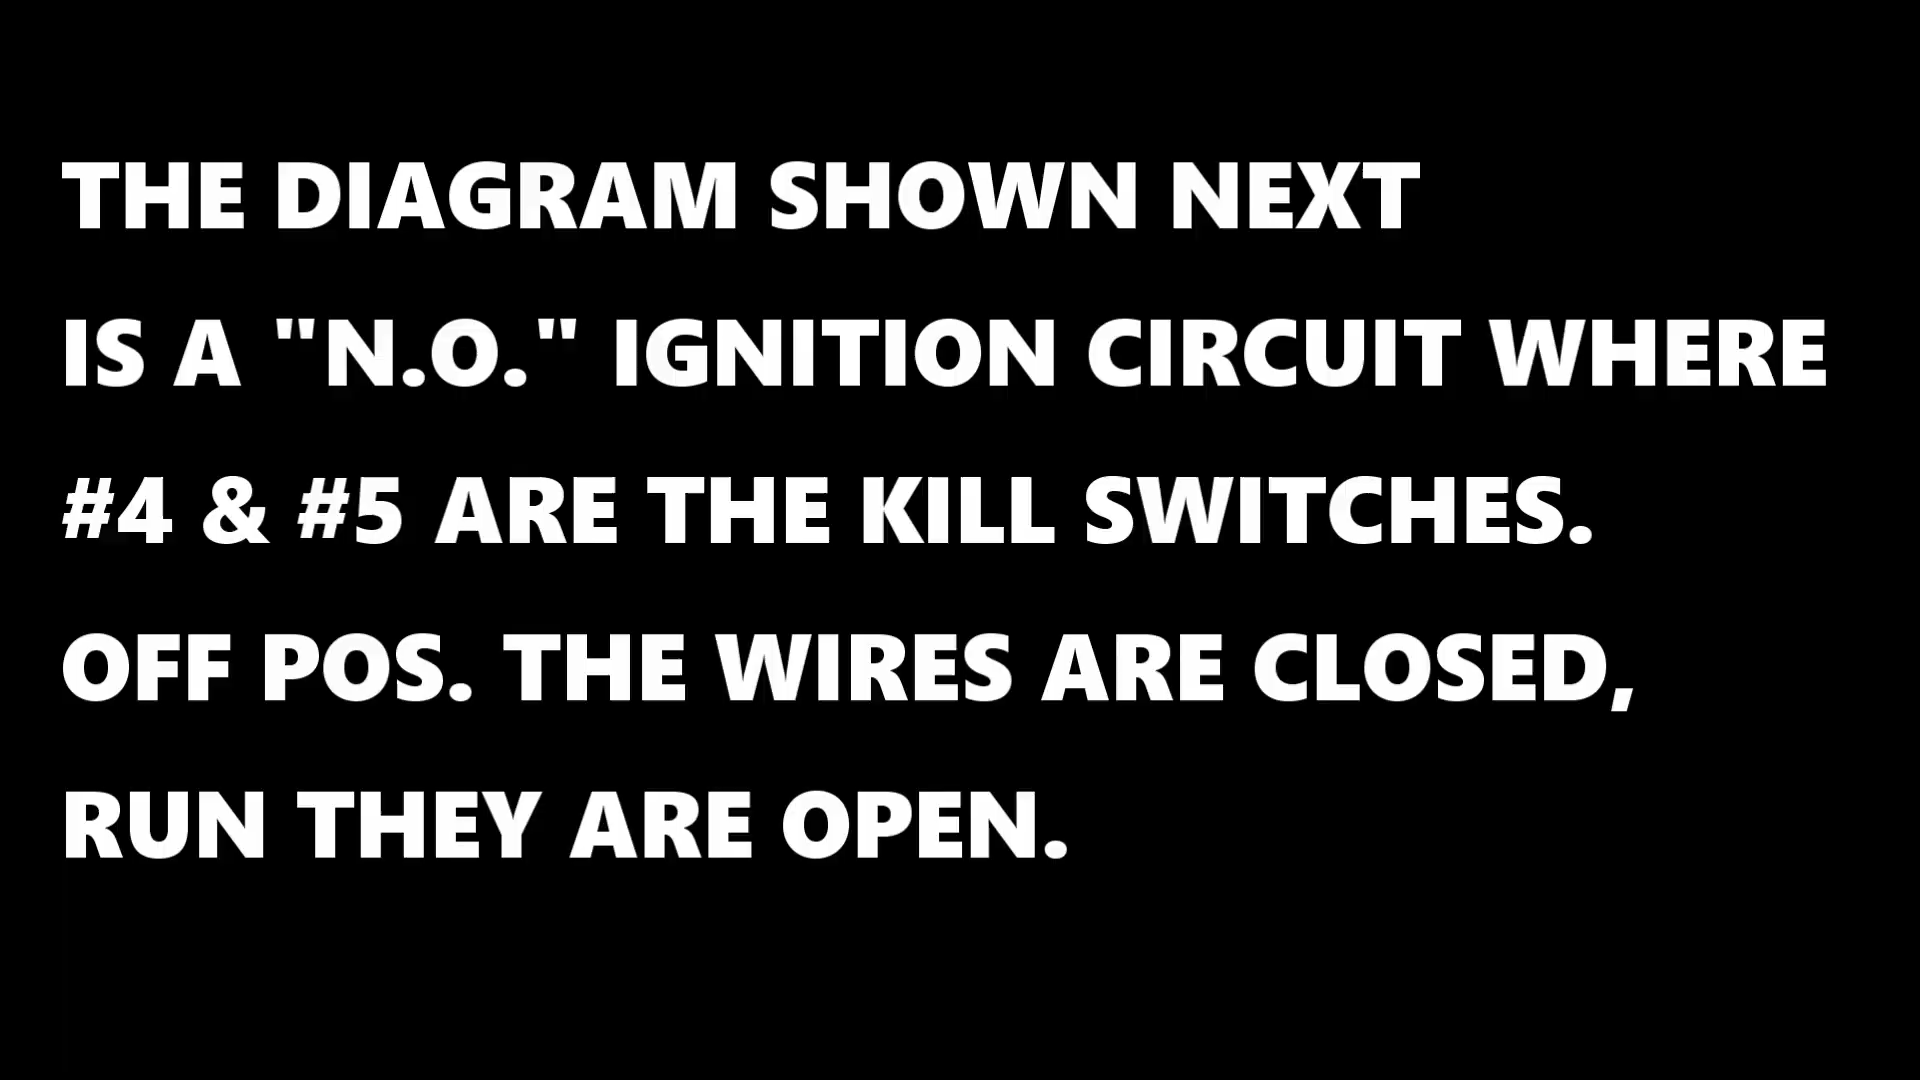 THE DIAGRAM SHOWN NEXT
IS A "N.O." IGNITION CIRCUIT WHERE
#4 & #5 ARE THE KILL SWITCHES.
OFF POS. THE WIRES ARE CLOSED,
RUN THEY ARE OPEN.